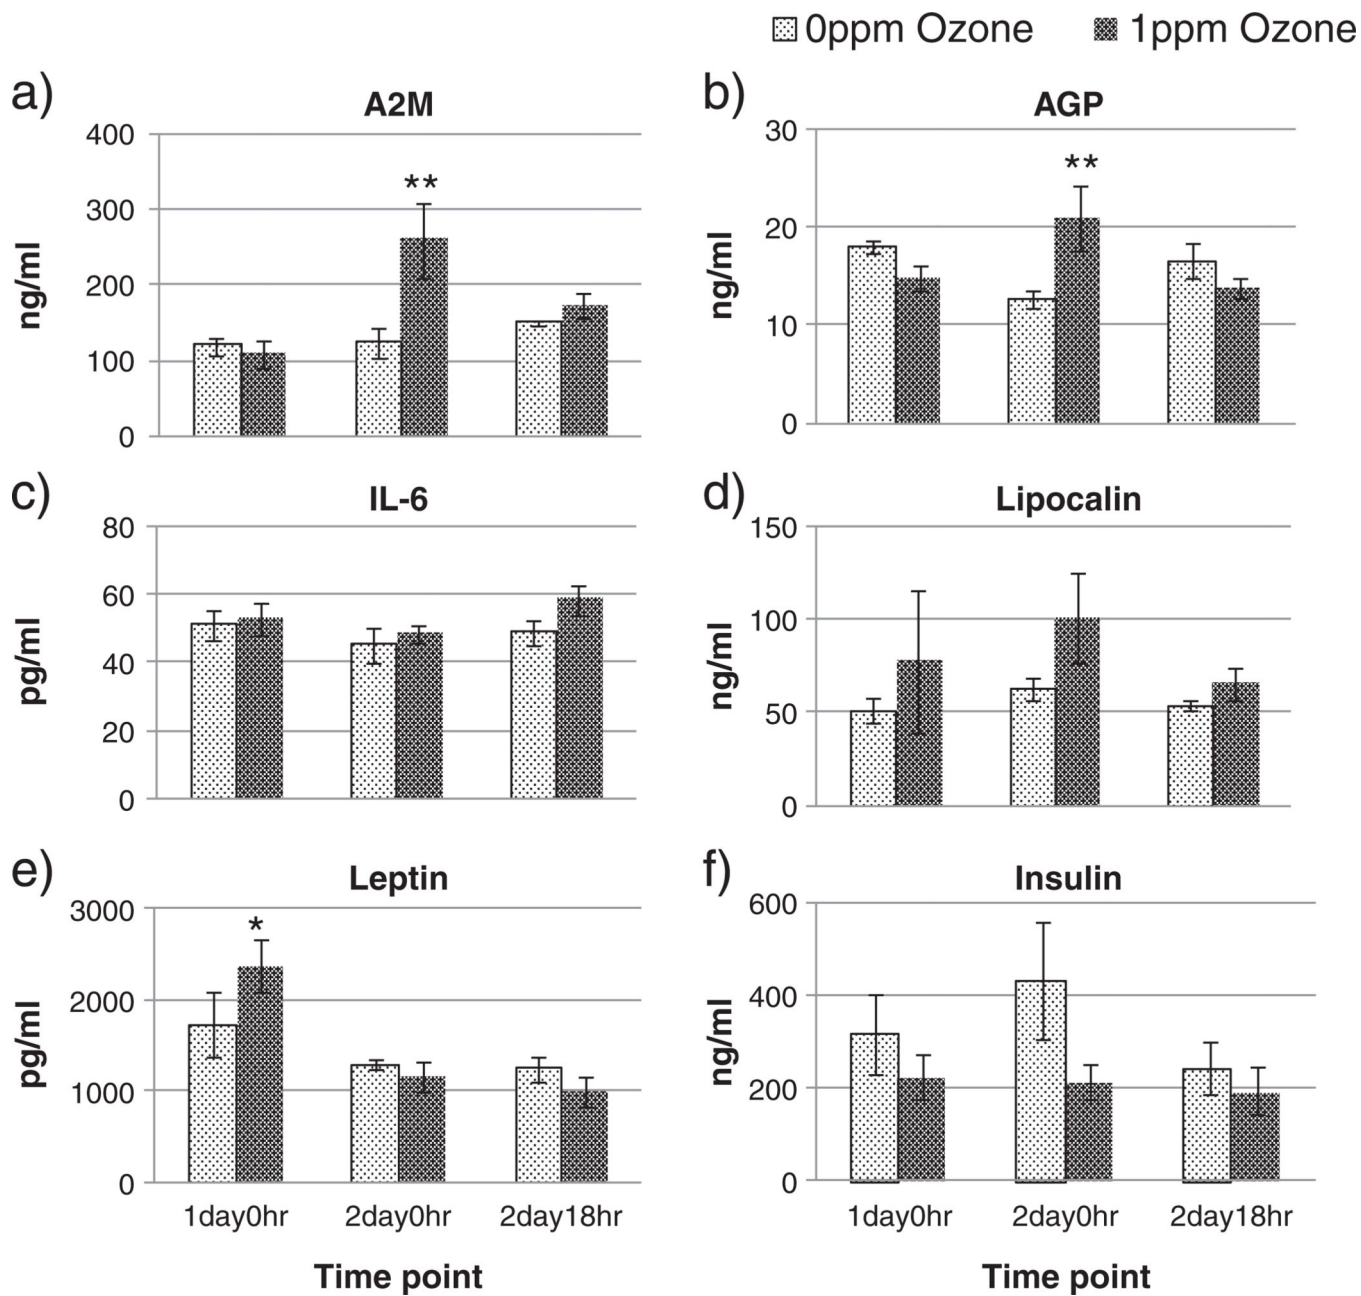 0ppm Ozone 1ppm Ozone
a) A2M
400
300
200
100
0
ng/ml
**
b) AGP
30
20
10
0
ng/ml
**
c) IL-6
80
60
40
20
0
pg/ml
d) Lipocalin
150
100
50
0
ng/ml
e) Leptin
3000
2000
1000
0
pg/ml
*
1day0hr 2day0hr 2day18hr
Time point
f) Insulin
600
400
200
0
ng/ml
1day0hr 2day0hr 2day18hr
Time point